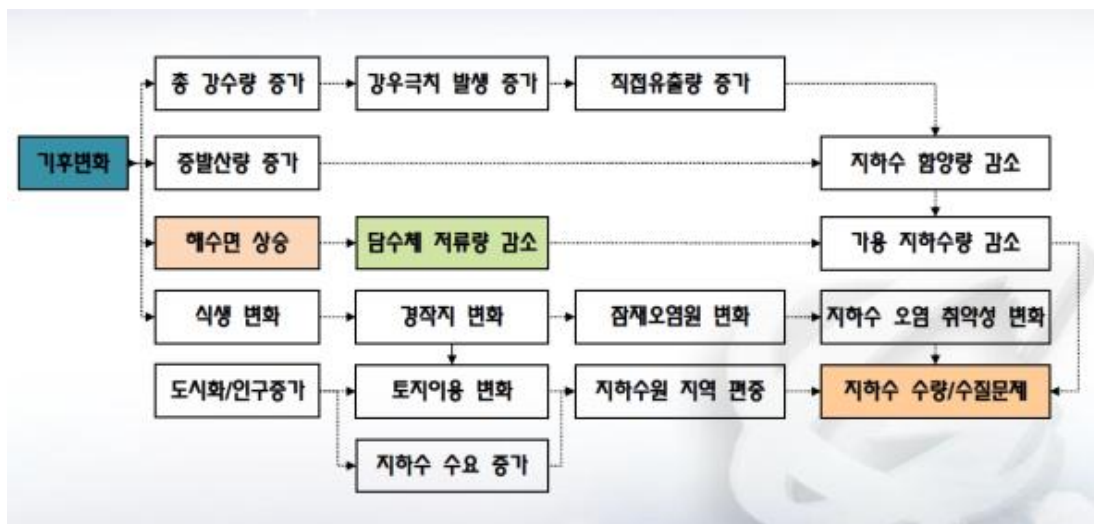 총 강수량 증가
강우극치 발생 증가
직접유출량 증가
기후변화
증발산량 증가
지하수 함양량 감소
해수면 상승
담수체 저류량 감소
가용 지하수량 감소
식생 변화
경작지 변화
잠재오염원 변화
지하수 오염 취약성 변화
도시화/인구증가
토지이용 변화
지하수원 지역 편중
지하수 수량/수질문제
지하수 수요 증가